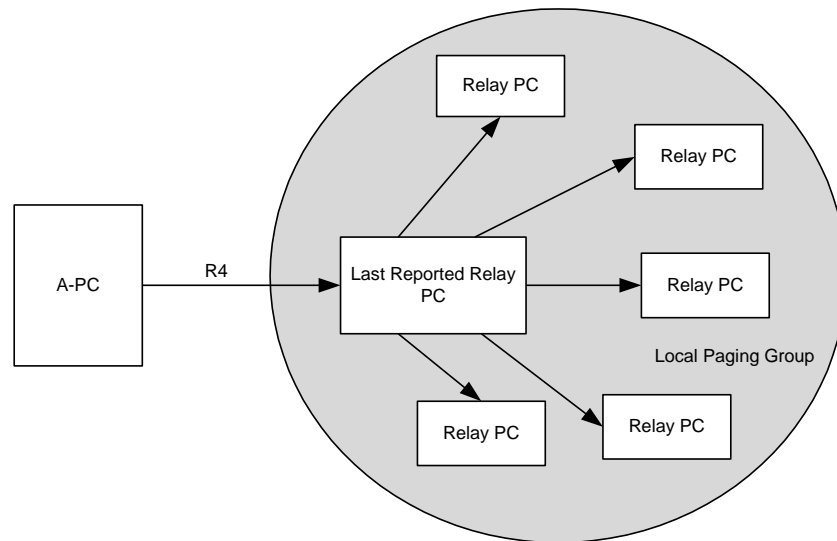 Relay PC
Relay PC
A-PC
R4
Last Reported Relay
PC
Relay PC
Local Paging Group
Relay PC
Relay PC